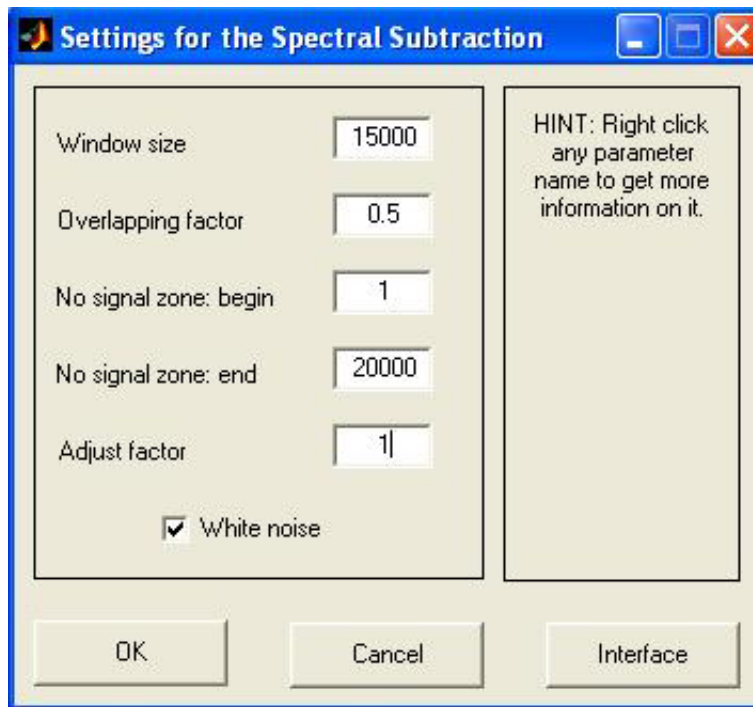 Settings for the Spectral Subtraction
Window size 15000
Overlapping factor 0.5
No signal zone: begin 1
No signal zone: end 20000
Adjust factor 1
White noise
HINT: Right click
any parameter
name to get more
information on it.
OK Cancel Interface